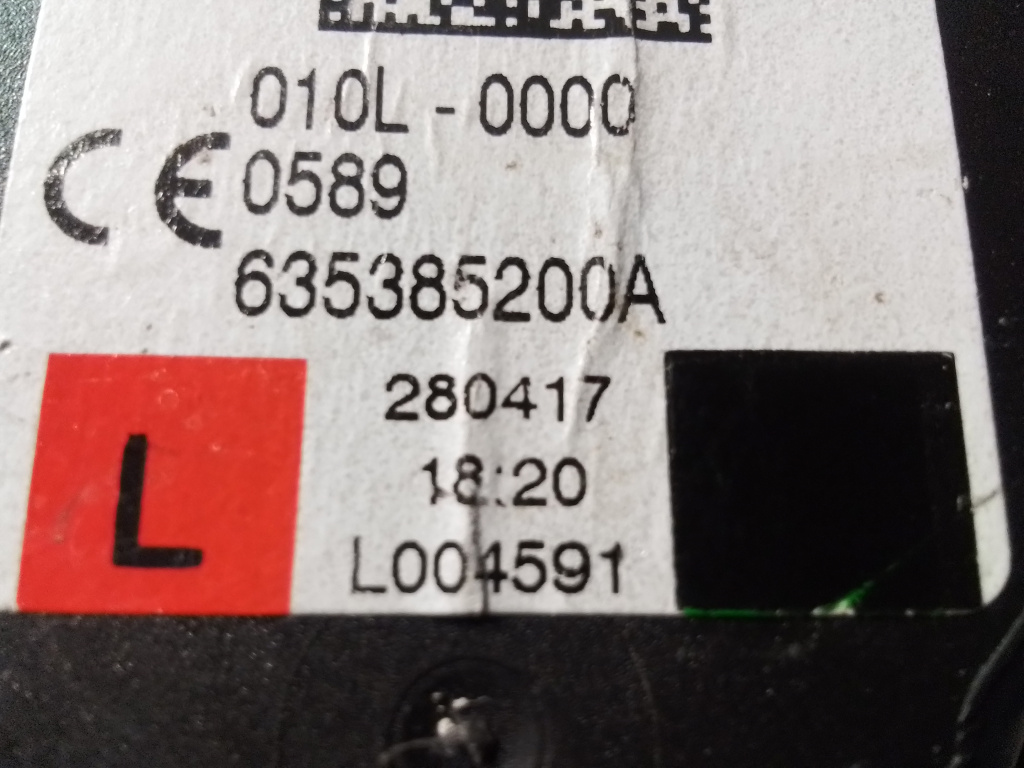 010L - 0000
CE 0589
635385200A
280417
18:20
L L004591